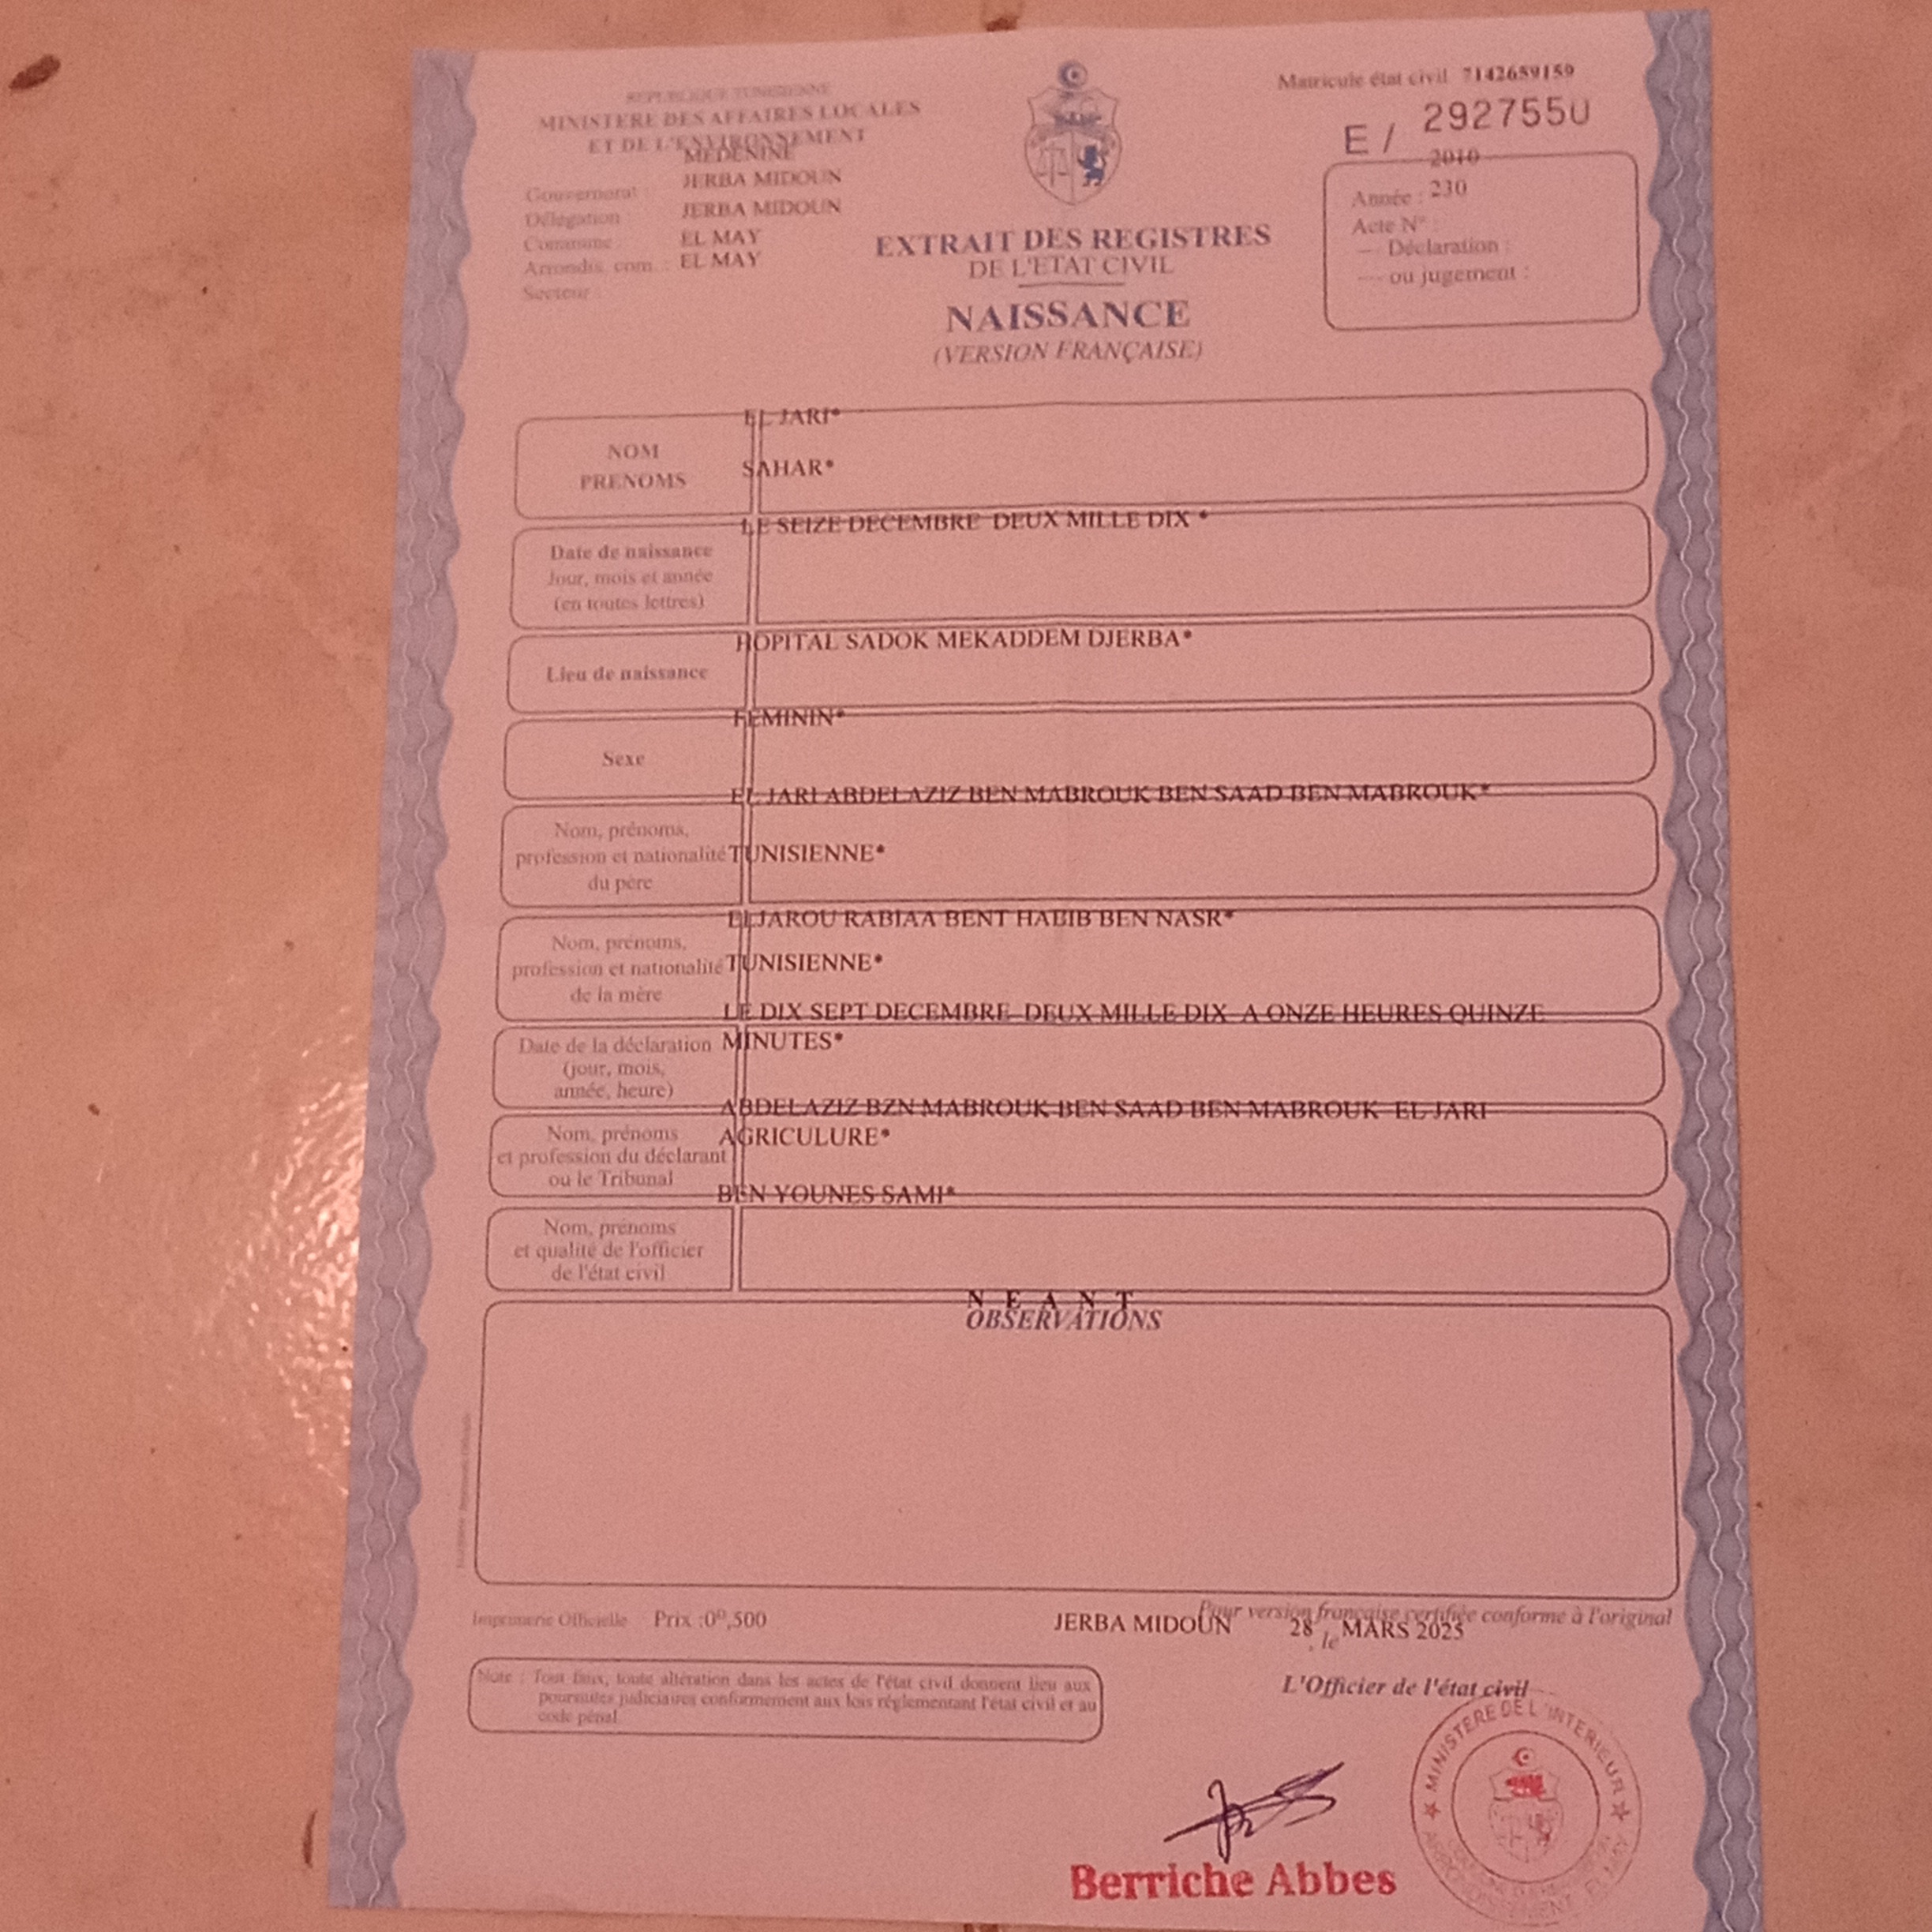 REPUBLIQUE TUNISIENNE
MINISTERE DES AFFAIRES LOCALES
ET DE L'ENVIRONNEMENT
MEDENINE
Gouvernorat : JERBA MIDOUN
Délégation JERBA MIDOUN
Commune : EL MAY
Arrondis. com. : EL MAY
Secteur :
EXTRAIT DES REGISTRES
DE L'ETAT CIVIL
NAISSANCE
(VERSION FRANÇAISE)
Matricule état civil 7142659159
E / 292755U
2010
Année : 230
Acte N° :
— Déclaration :
— ou jugement :
EL JARI*
NOM
SAHAR*
PRENOMS
LE SEIZE DECEMBRE DEUX MILLE DIX *
Date de naissance
Jour, mois et année
(en toutes lettres)
HOPITAL SADOK MEKADDEM DJERBA*
Lieu de naissance
FEMININ*
Sexe
EL JARI ABDELAZIZ BEN MABROUK BEN SAAD BEN MABROUK*
Nom, prénoms,
profession et nationalité TUNISIENNE*
du père
ELJAROU RABIAA BENT HABIB BEN NASR*
Nom, prénoms,
profession et nationalité TUNISIENNE*
de la mère
LE DIX SEPT DECEMBRE DEUX MILLE DIX A ONZE HEURES QUINZE
Date de la déclaration MINUTES*
(jour, mois,
année, heure)
ABDELAZIZ BZN MABROUK BEN SAAD BEN MABROUK EL JARI
Nom, prénoms AGRICULURE*
et profession du déclarant
ou le Tribunal
BEN YOUNES SAMI*
Nom, prénoms
et qualité de l'officier
de l'état civil
N E A N T
OBSERVATIONS
Imprimerie Officielle Prix :0ᴰ,500
Pour version française certifiée conforme à l'original
JERBA MIDOUN 28 , le MARS 2025
Note : Tout faux, toute altération dans les actes de l'état civil donnent lieu aux
poursuites judiciaires conformement aux lois réglementant l'état civil et au
code pénal
L'Officier de l'état civil
MINISTERE DE L'INTERIEUR
EL MAY
Berriche Abbes